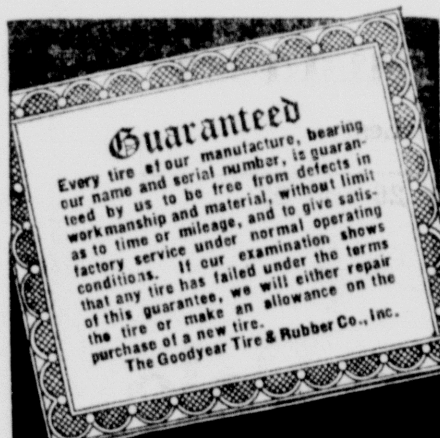 Guaranteed
Every tire of our manufacture, bearing
our name and serial number, is guaran-
teed by us to be free from defects in
workmanship and material, without limit
as to time or mileage, and to give satis-
factory service under normal operating
conditions. If our examination shows
that any tire has failed under the terms
of this guarantee, we will either repair
the tire or make an allowance on the
purchase of a new tire.
The Goodyear Tire & Rubber Co., Inc.